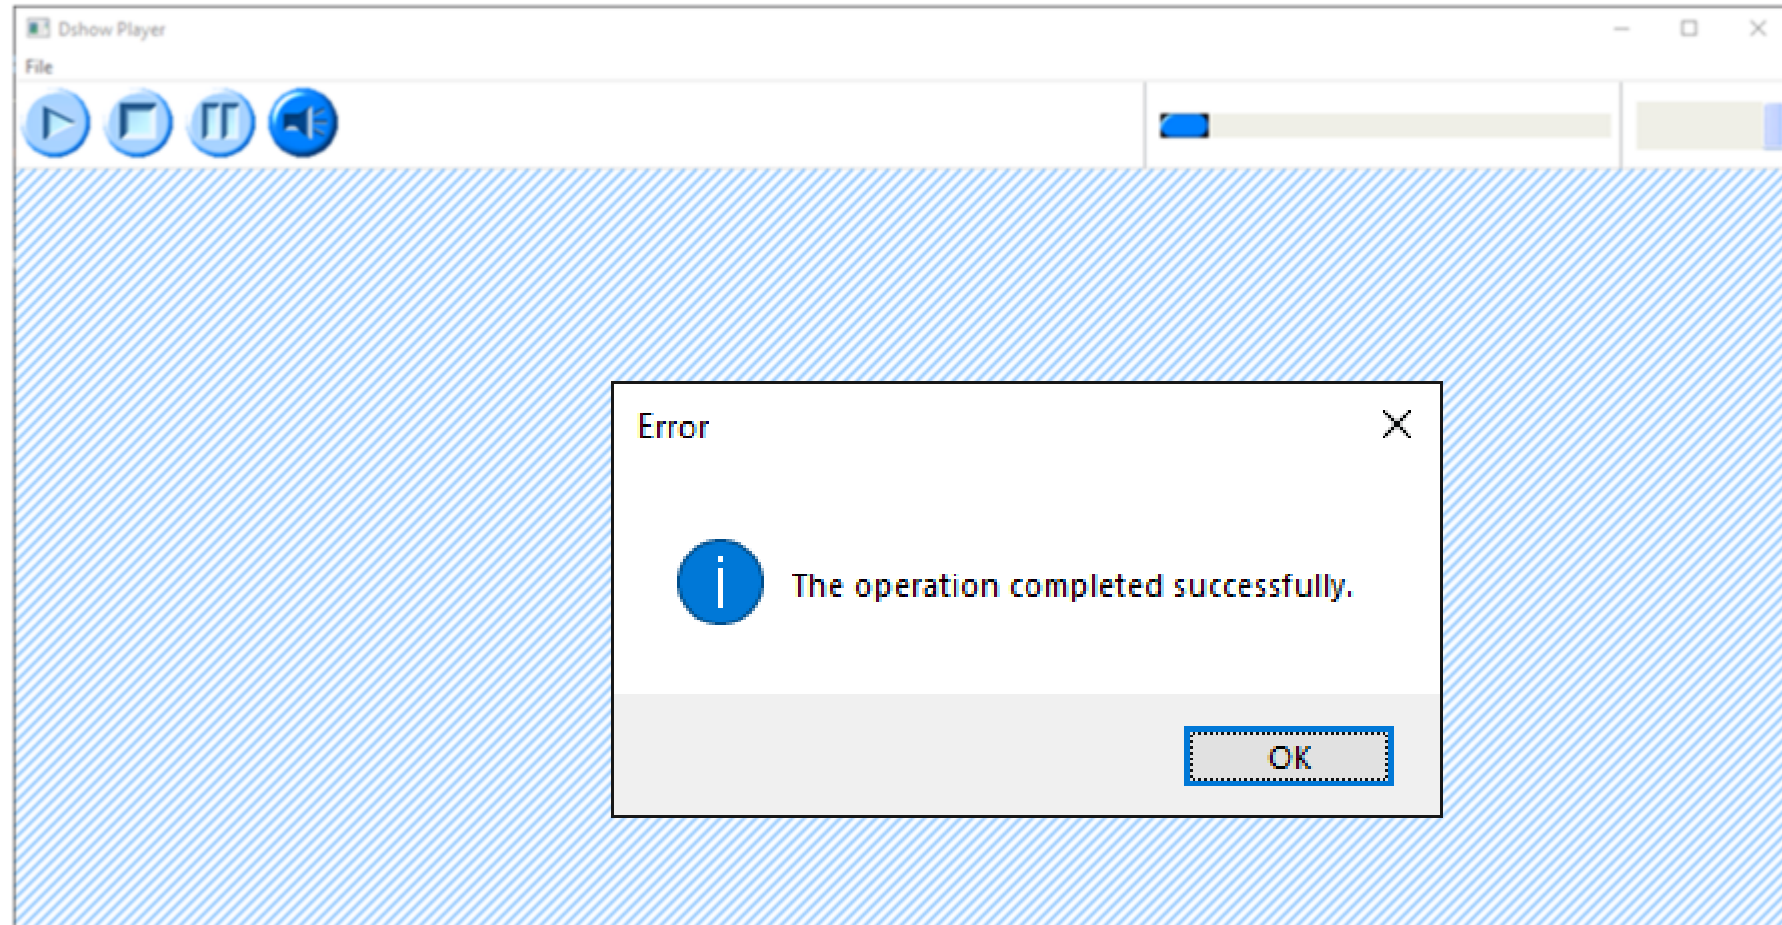 Dshow Player
File
Error
The operation completed successfully.
OK